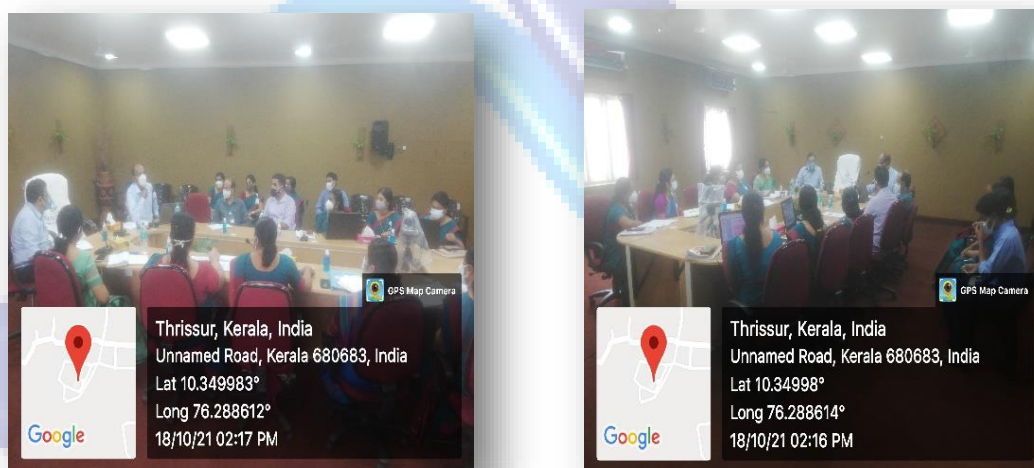 GPS Map Camera
Thrissur, Kerala, India
Unnamed Road, Kerala 680683, India
Lat 10.349983°
Long 76.288612°
18/10/21 02:17 PM
Google
GPS Map Camera
Thrissur, Kerala, India
Unnamed Road, Kerala 680683, India
Lat 10.34998°
Long 76.288614°
18/10/21 02:16 PM
Google